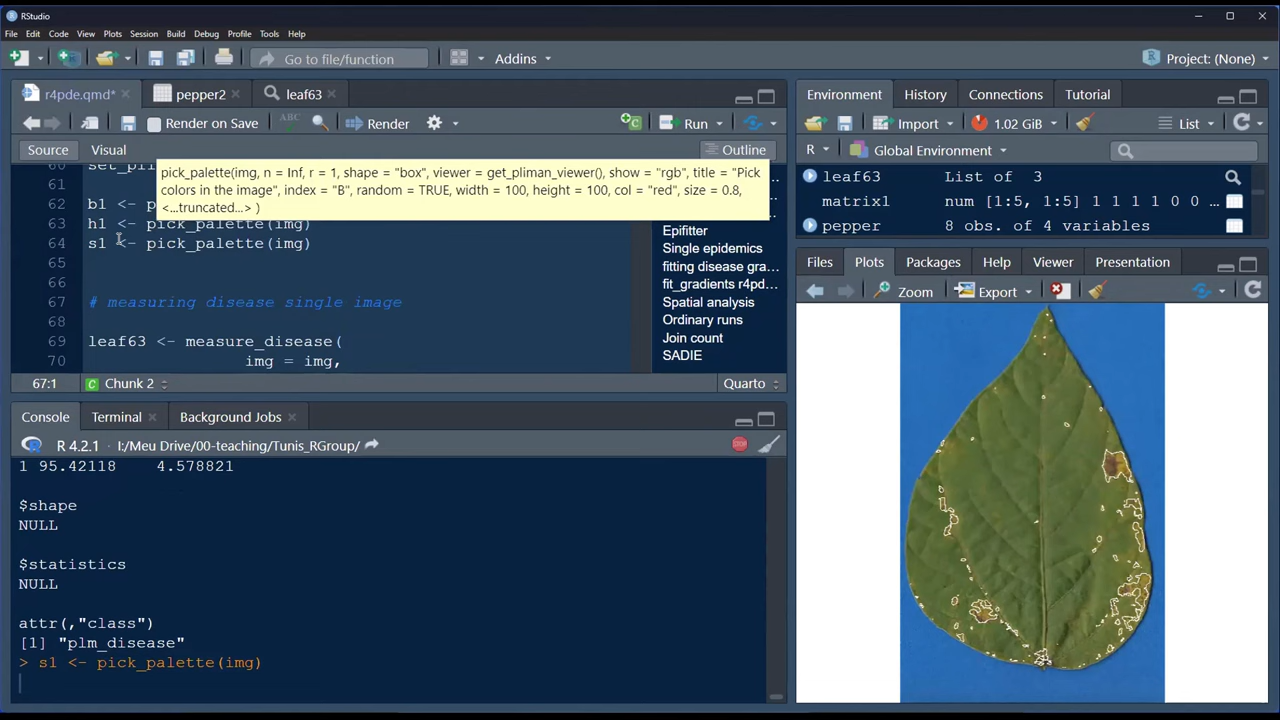 RStudio
File Edit Code View Plots Session Build Debug Profile Tools Help
Go to file/function
Addins
Project: (None)
r4pde.qmd*
pepper2
leaf63
Render on Save
ABC
Render
Run
Source
Visual
Outline
61
62 b1 <- p
63 h1 <- pick_palette(img)
64 s1 <- pick_palette(img)
65
66
67 # measuring disease single image
68
69 leaf63 <- measure_disease(
70 img = img,
pick_palette(img, n = Inf, r = 1, shape = "box", viewer = get_pliman_viewer(), show = "rgb", title = "Pick
colors in the image", index = "B", random = TRUE, width = 100, height = 100, col = "red", size = 0.8,
<...truncated...> )
Epifitter
Single epidemics
fitting disease gra...
fit_gradients r4pd...
Spatial analysis
Ordinary runs
Join count
SADIE
67:1
Chunk 2
Quarto
Console
Terminal
Background Jobs
R 4.2.1 · I:/Meu Drive/00-teaching/Tunis_RGroup/
1 95.42118 4.578821
$shape
NULL
$statistics
NULL
attr(,"class")
[1] "plm_disease"
> s1 <- pick_palette(img)
Environment
History
Connections
Tutorial
Import
1.02 GiB
List
R
Global Environment
leaf63 List of 3
matrix1 num [1:5, 1:5] 1 1 1 1 0 0 ...
pepper 8 obs. of 4 variables
Files
Plots
Packages
Help
Viewer
Presentation
Zoom
Export